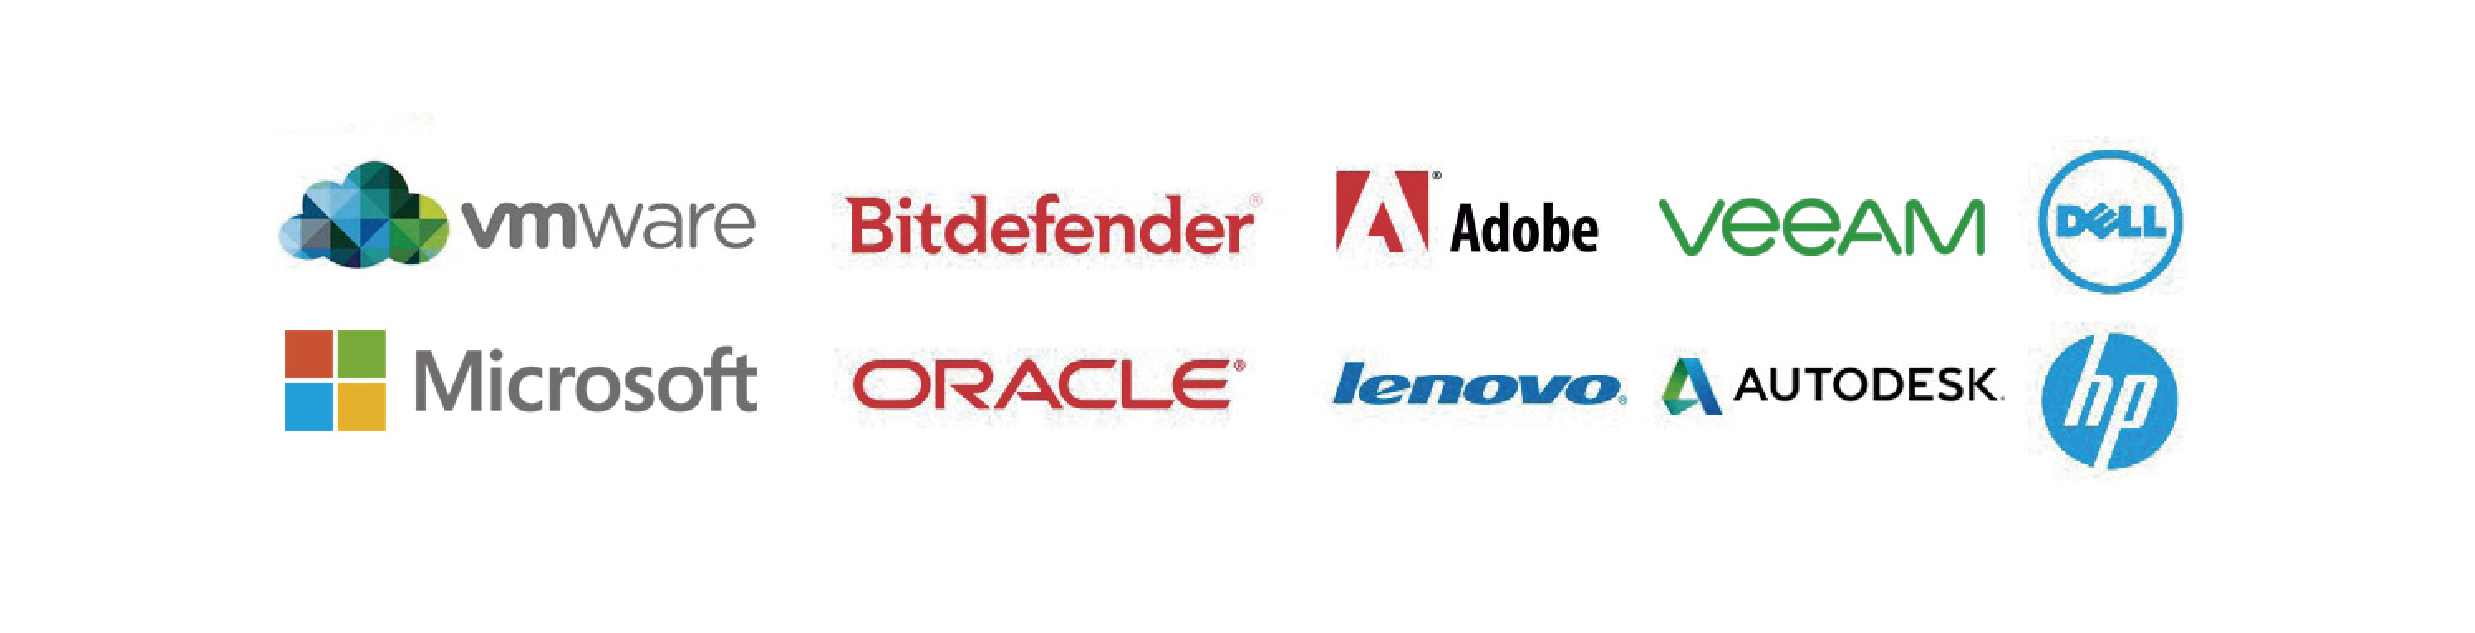 vmware Bitdefender® Adobe® veeAM DELL
Microsoft ORACLE® lenovo® AUTODESK® hp